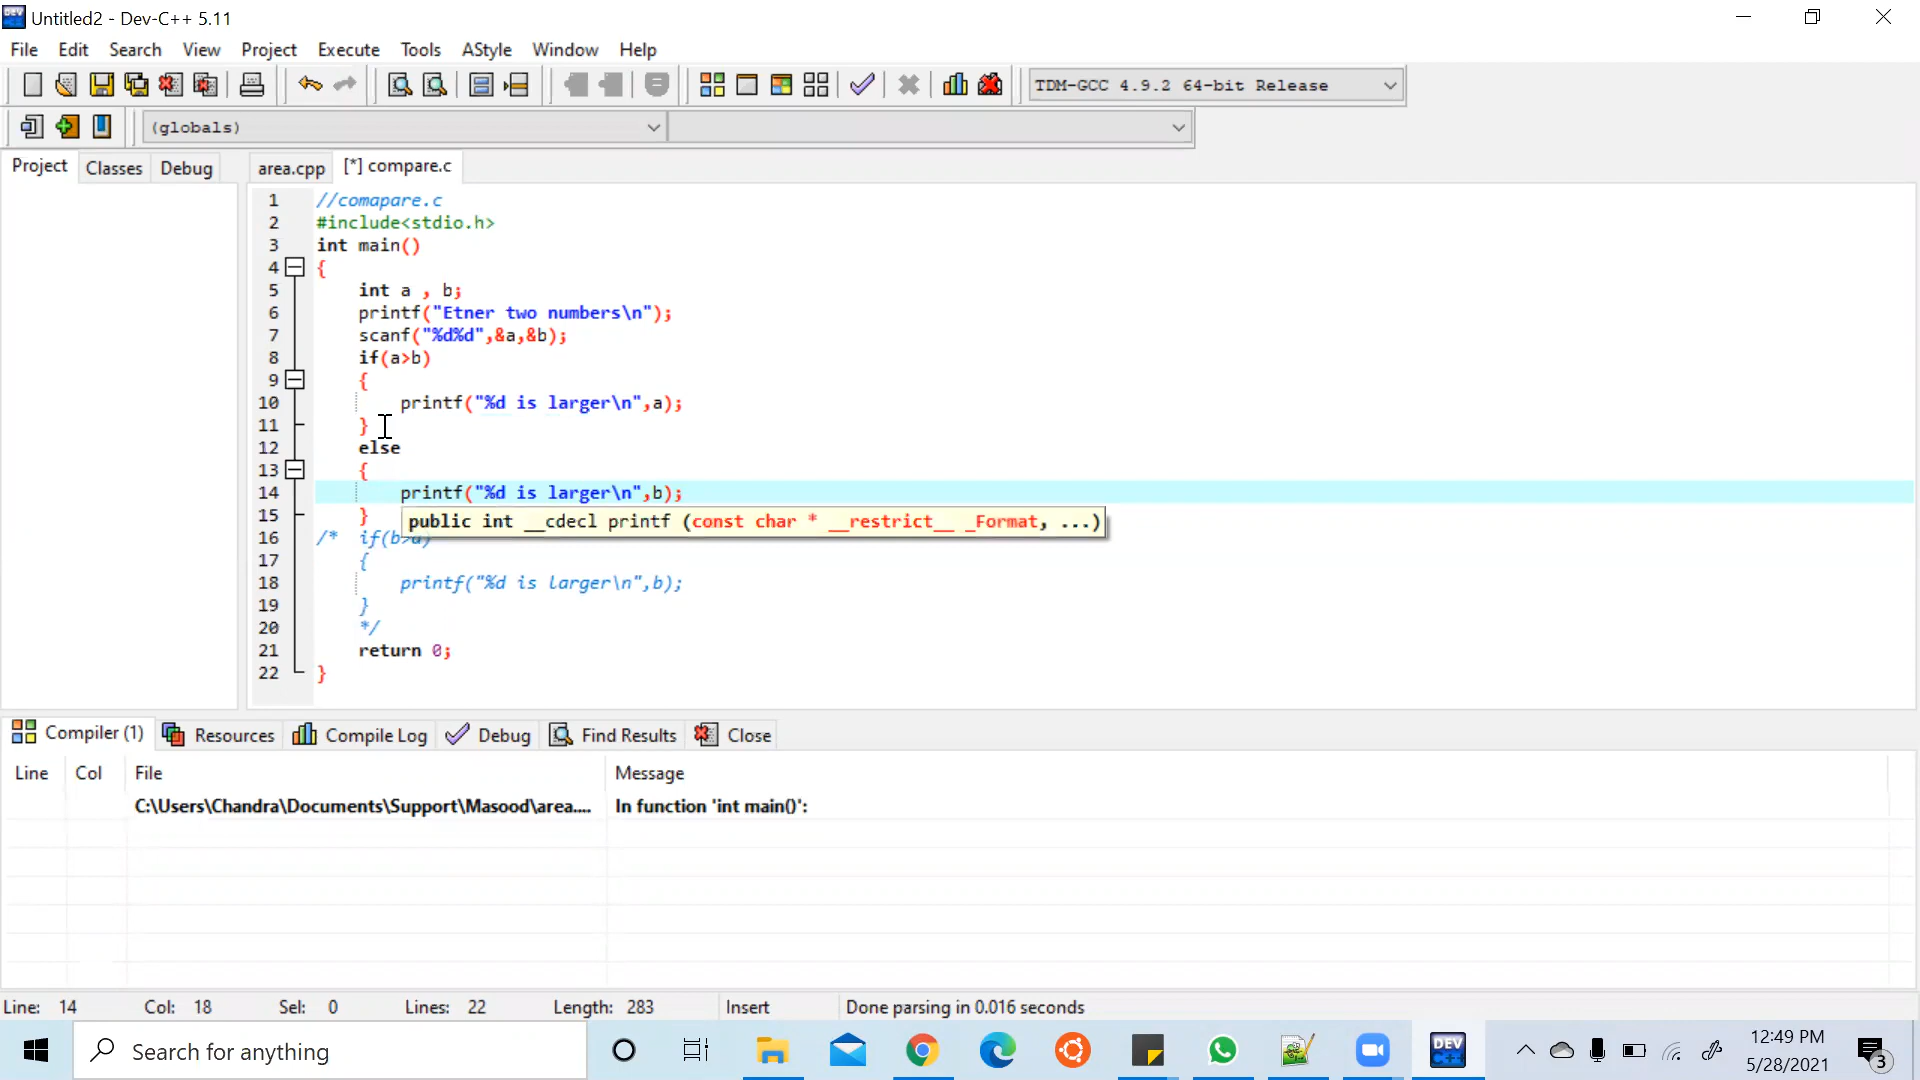 Untitled2 - Dev-C++ 5.11
File Edit Search View Project Execute Tools AStyle Window Help
TDM-GCC 4.9.2 64-bit Release
(globals)
Project Classes Debug area.cpp [*] compare.c
1 //comapare.c
2 #include<stdio.h>
3 int main()
4 {
5 int a , b;
6 printf("Etner two numbers\n");
7 scanf("%d%d",&a,&b);
8 if(a>b)
9 {
10 printf("%d is larger\n",a);
11 }
12 else
13 {
14 printf("%d is larger\n",b);
15 }
public int __cdecl printf (const char * __restrict__ _Format, ...)
16 /* if(b>a)
17 {
18 printf("%d is larger\n",b);
19 }
20 */
21 return 0;
22 }
Compiler (1) Resources Compile Log Debug Find Results Close
Line Col File Message
C:\Users\Chandra\Documents\Support\Masood\area.... In function 'int main()':
Line: 14 Col: 18 Sel: 0 Lines: 22 Length: 283 Insert Done parsing in 0.016 seconds
Search for anything
DEV C++
12:49 PM
5/28/2021
3